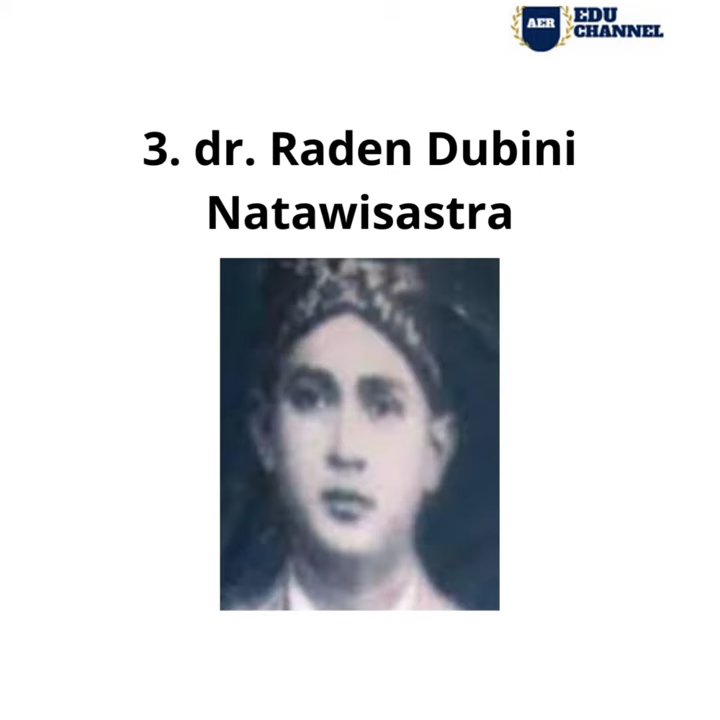 AER
EDU
CHANNEL
3. dr. Raden Dubini
Natawisastra